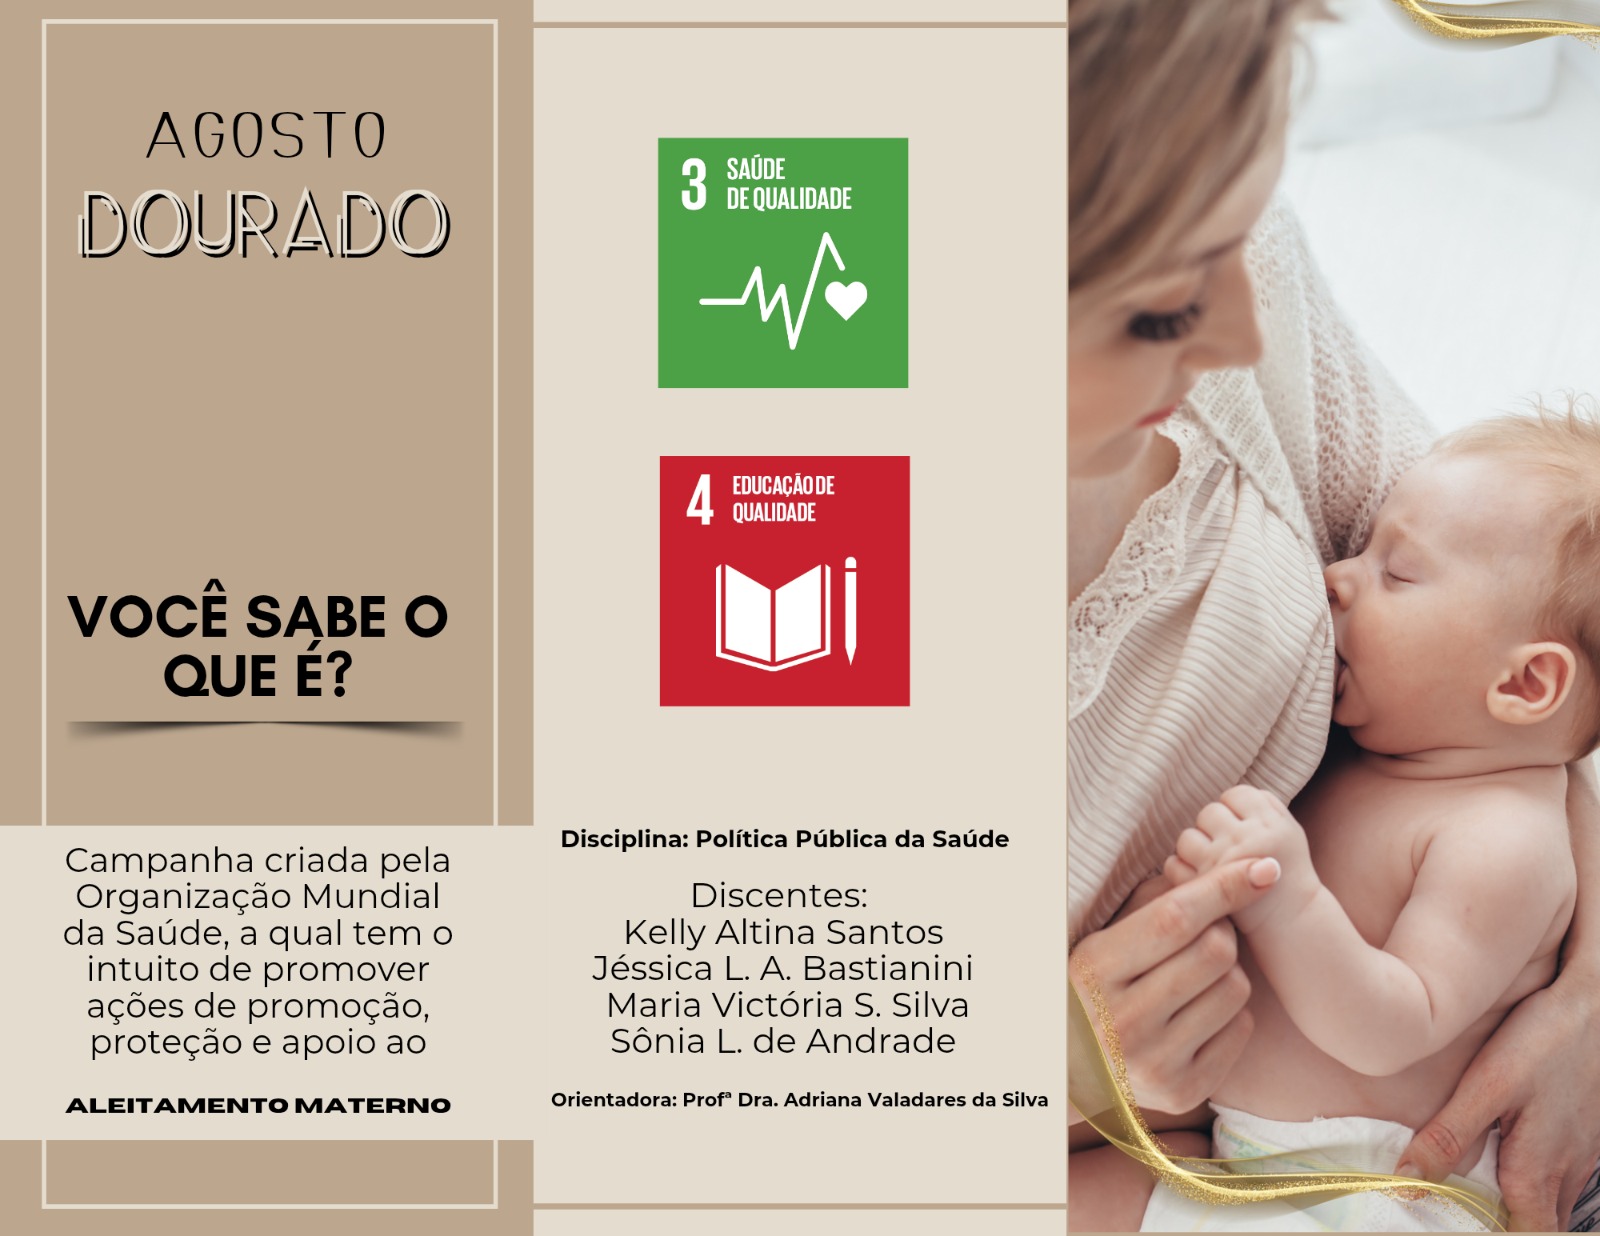 AGOSTO
DOURADO
VOCÊ SABE O
QUE É?
Campanha criada pela
Organização Mundial
da Saúde, a qual tem o
intuito de promover
ações de promoção,
proteção e apoio ao
ALEITAMENTO MATERNO
3 SAÚDE
DE QUALIDADE
4 EDUCAÇÃO DE
QUALIDADE
Disciplina: Política Pública da Saúde
Discentes:
Kelly Altina Santos
Jéssica L. A. Bastianini
Maria Victória S. Silva
Sônia L. de Andrade
Orientadora: Profª Dra. Adriana Valadares da Silva